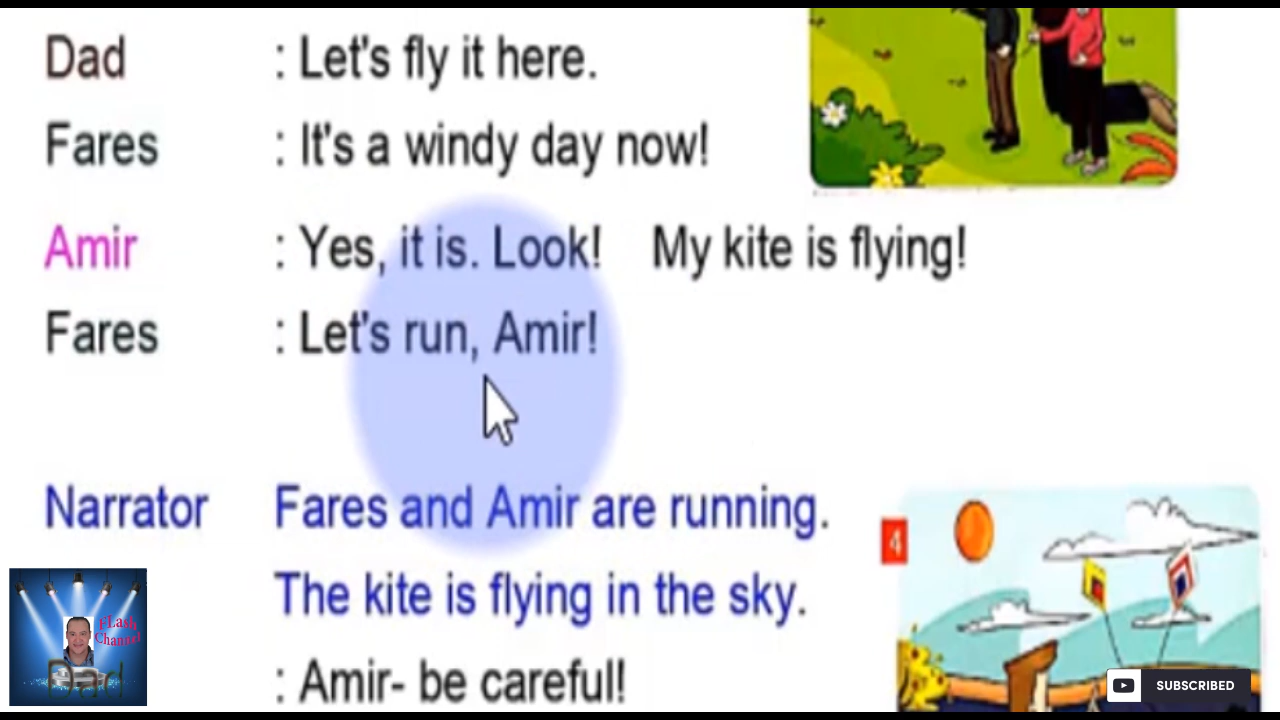 Dad : Let's fly it here.
Fares : It's a windy day now!
Amir : Yes, it is. Look! My kite is flying!
Fares : Let's run, Amir!
Narrator Fares and Amir are running.
The kite is flying in the sky.
Dad : Amir- be careful!
4
FLash
Channel
SUBSCRIBED